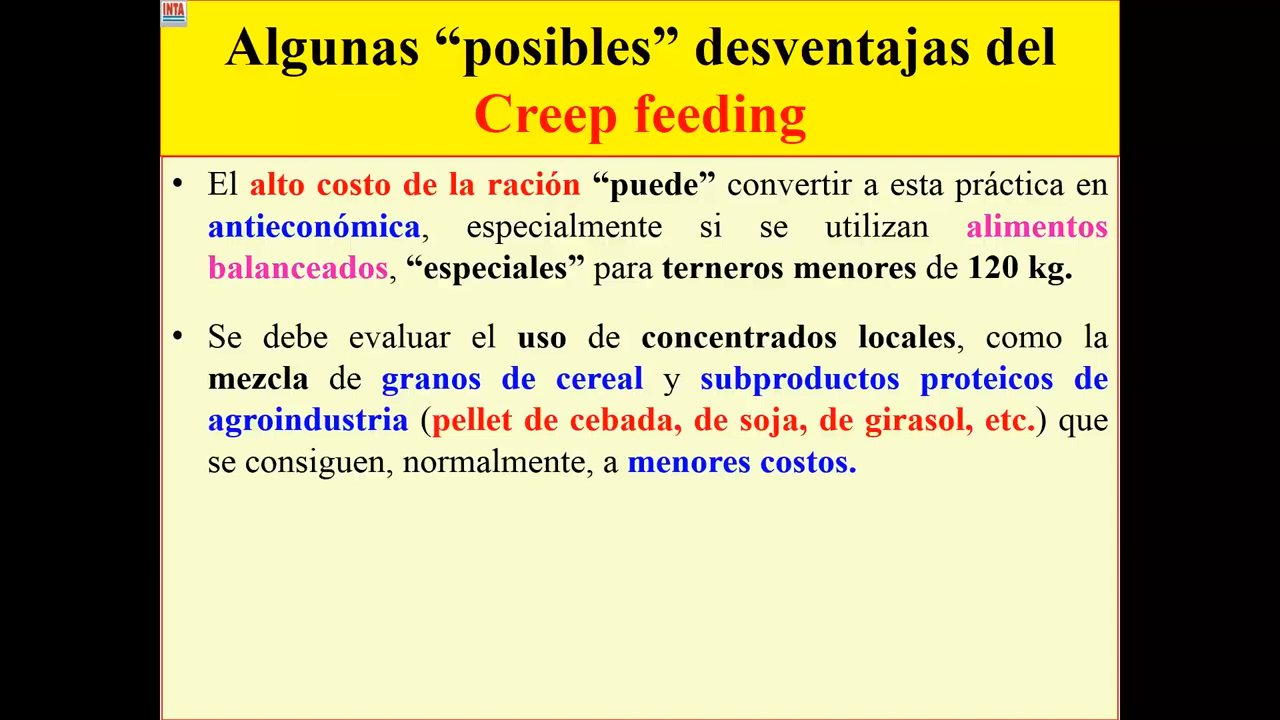 INTA
Algunas “posibles” desventajas del
Creep feeding
• El alto costo de la ración “puede” convertir a esta práctica en
antieconómica, especialmente si se utilizan alimentos
balanceados, “especiales” para terneros menores de 120 kg.
• Se debe evaluar el uso de concentrados locales, como la
mezcla de granos de cereal y subproductos proteicos de
agroindustria (pellet de cebada, de soja, de girasol, etc.) que
se consiguen, normalmente, a menores costos.